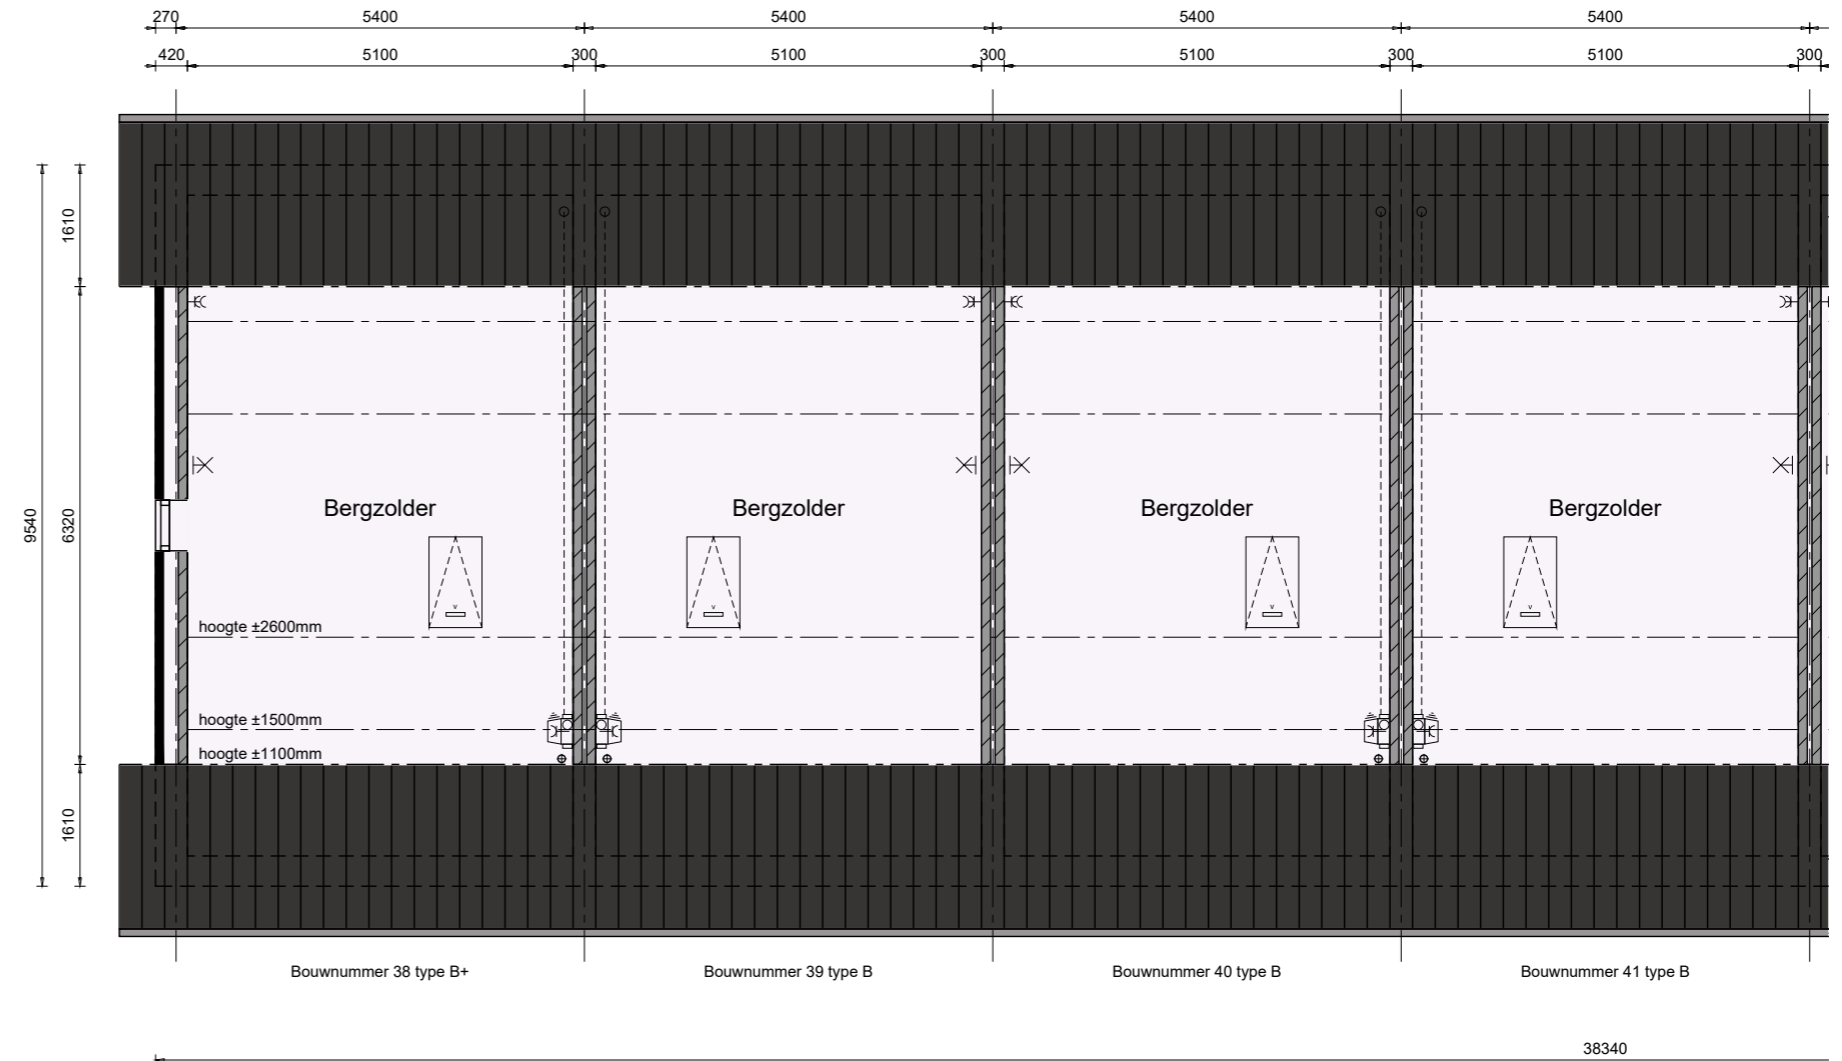 270 5400 5400 5400 5400
420 5100 300 5100 300 5100 300 5100 300
1610
9540
6320
1610
Bergzolder Bergzolder Bergzolder Bergzolder
v v v v
hoogte ±2600mm
hoogte ±1500mm
hoogte ±1100mm
Bouwnummer 38 type B+ Bouwnummer 39 type B Bouwnummer 40 type B Bouwnummer 41 type B
38340